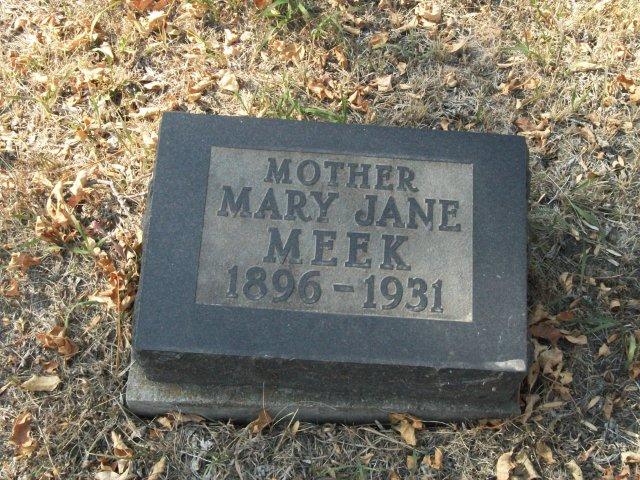 MOTHER
MARY JANE
MEEK
1896 - 1931